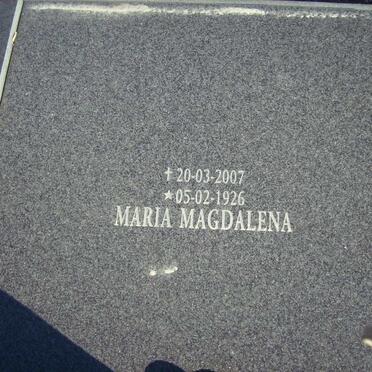 ✝ 20-03-2007
★ 05-02-1926
MARIA MAGDALENA